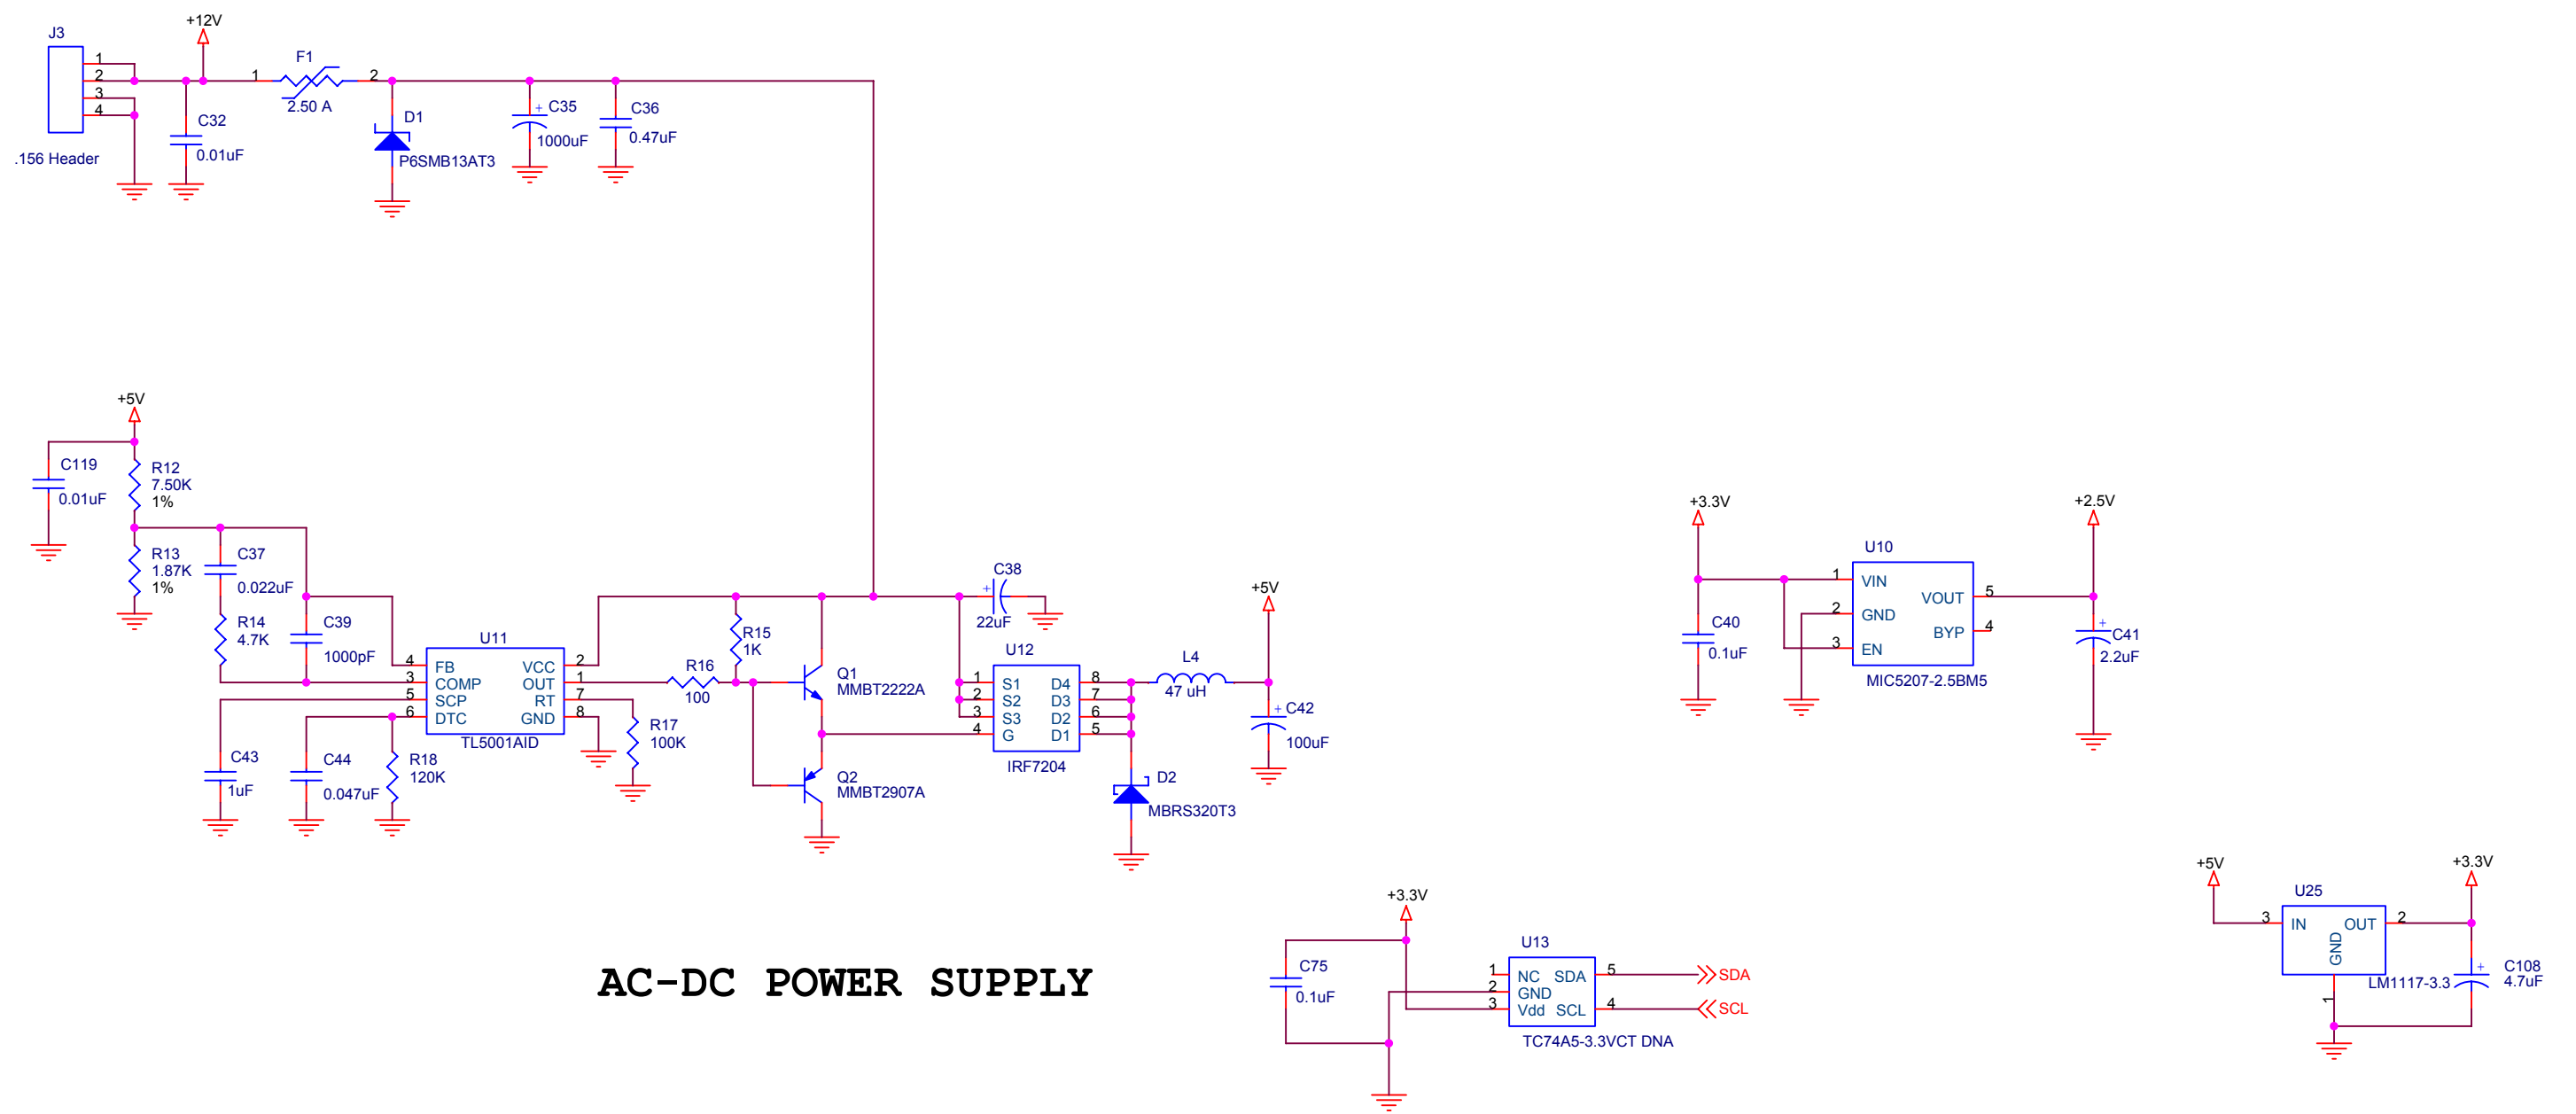 +12V
J3
1
2
3
4
.156 Header
C32
0.01uF
1
F1
2
2.50 A
D1
P6SMB13AT3
+
C35
1000uF
C36
0.47uF
+5V
C119
0.01uF
R12
7.50K
1%
R13
1.87K
1%
C37
0.022uF
R14
4.7K
C39
1000pF
U11
4
FB
VCC
2
3
COMP
OUT
1
5
SCP
RT
7
6
DTC
GND
8
TL5001AID
C43
1uF
C44
0.047uF
R18
120K
R17
100K
R16
100
R15
1K
Q1
MMBT2222A
Q2
MMBT2907A
C38
+
22uF
U12
1
S1
D4
8
2
S2
D3
7
3
S3
D2
6
4
G
D1
5
IRF7204
L4
47 uH
+5V
+
C42
100uF
D2
MBRS320T3
+3.3V
C40
0.1uF
U10
1
VIN
VOUT
5
2
GND
BYP
4
3
EN
MIC5207-2.5BM5
+2.5V
+
C41
2.2uF
AC-DC POWER SUPPLY
+3.3V
C75
0.1uF
U13
1
NC
SDA
5
SDA
2
GND
3
Vdd
SCL
4
SCL
TC74A5-3.3VCT DNA
+5V
U25
3
IN
OUT
2
GND
1
LM1117-3.3
+3.3V
+
C108
4.7uF